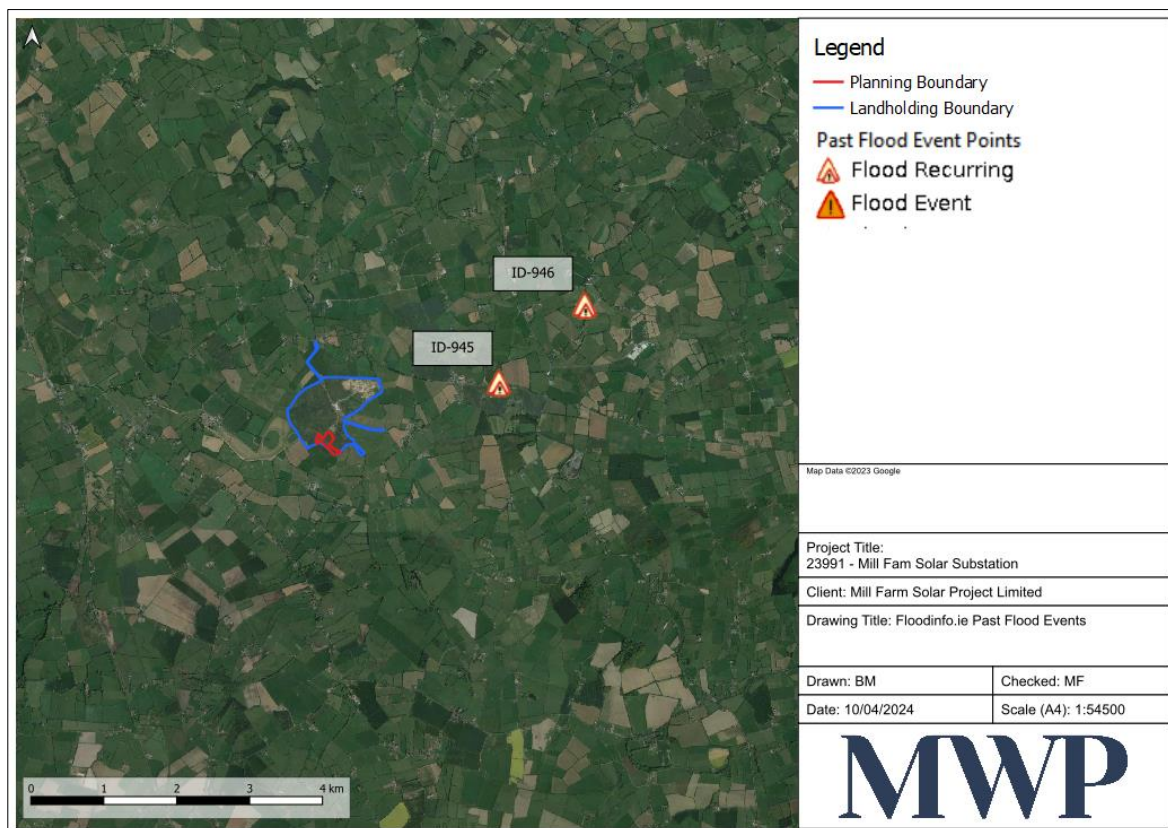 Legend
Planning Boundary
Landholding Boundary
Past Flood Event Points
Flood Recurring
Flood Event
ID-946
ID-945
Map Data ©2023 Google
Project Title:
23991 - Mill Fam Solar Substation
Client: Mill Farm Solar Project Limited
Drawing Title: Floodinfo.ie Past Flood Events
Drawn: BM
Checked: MF
Date: 10/04/2024
Scale (A4): 1:54500
0 1 2 3 4 km
MWP